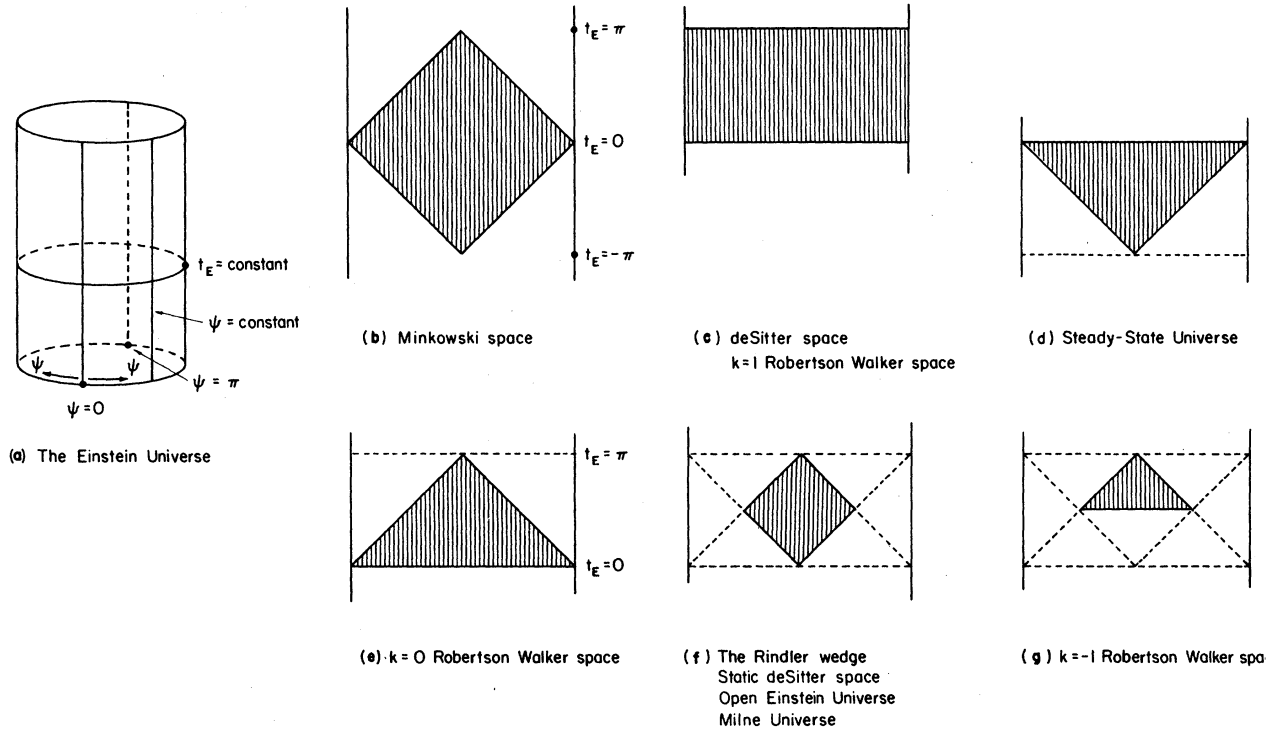 t_E = π
t_E = 0
t_E = -π
t_E = constant
ψ = constant
ψ
ψ
ψ = π
ψ = 0
(a) The Einstein Universe
(b) Minkowski space
(c) deSitter space
k=1 Robertson Walker space
(d) Steady-State Universe
t_E = π
t_E = 0
(e) k = 0 Robertson Walker space
(f) The Rindler wedge
Static deSitter space
Open Einstein Universe
Milne Universe
(g) k=-1 Robertson Walker spa